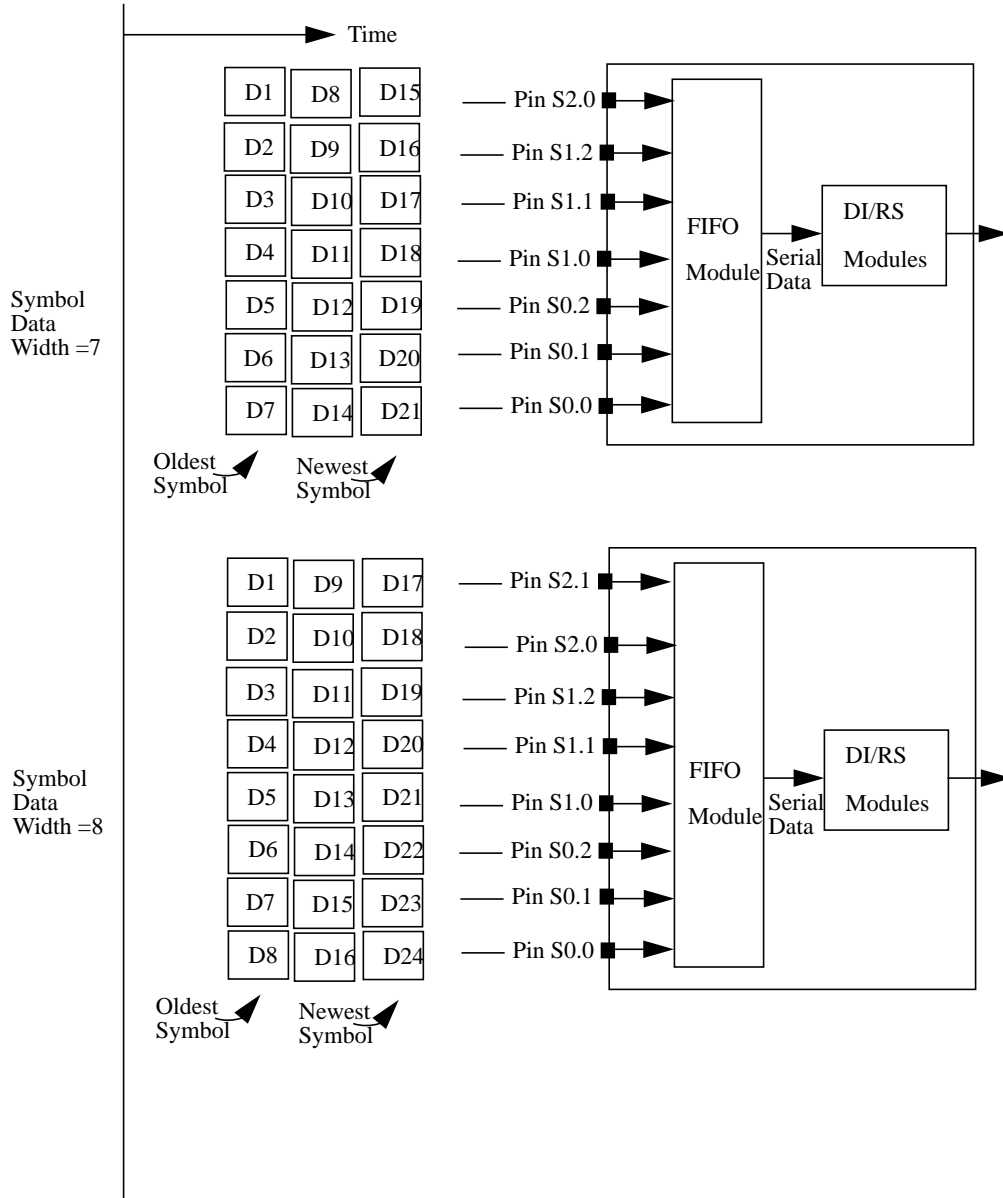 Time
D1 D8 D15 Pin S2.0
D2 D9 D16 Pin S1.2
D3 D10 D17 Pin S1.1
D4 D11 D18 Pin S1.0
D5 D12 D19 Pin S0.2
D6 D13 D20 Pin S0.1
D7 D14 D21 Pin S0.0
Symbol
Data
Width =7
FIFO
Module
Serial
Data
DI/RS
Modules
Oldest
Symbol
Newest
Symbol
D1 D9 D17 Pin S2.1
D2 D10 D18 Pin S2.0
D3 D11 D19 Pin S1.2
D4 D12 D20 Pin S1.1
D5 D13 D21 Pin S1.0
D6 D14 D22 Pin S0.2
D7 D15 D23 Pin S0.1
D8 D16 D24 Pin S0.0
Symbol
Data
Width =8
FIFO
Module
Serial
Data
DI/RS
Modules
Oldest
Symbol
Newest
Symbol